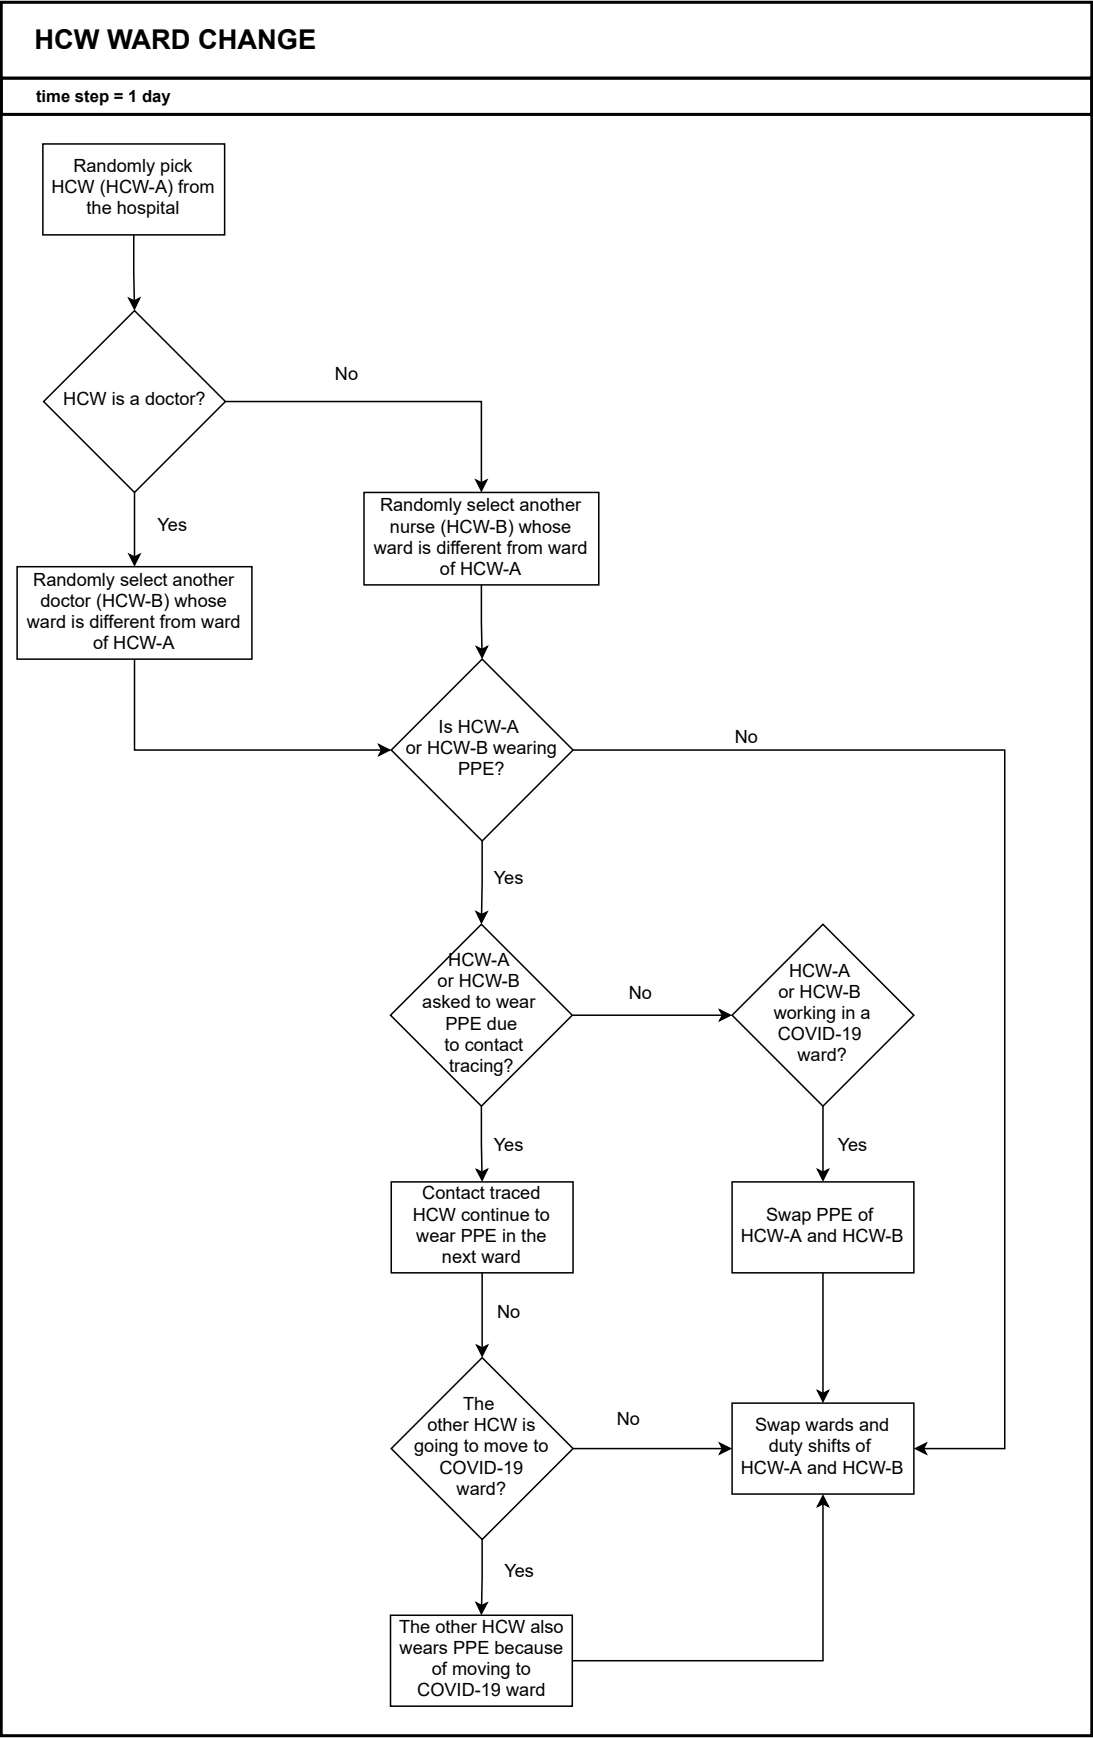 HCW WARD CHANGE
time step = 1 day
Randomly pick
HCW (HCW-A) from
the hospital
HCW is a doctor?
No
Yes
Randomly select another
nurse (HCW-B) whose
ward is different from ward
of HCW-A
Randomly select another
doctor (HCW-B) whose
ward is different from ward
of HCW-A
Is HCW-A
or HCW-B wearing
PPE?
No
Yes
HCW-A
or HCW-B
asked to wear
PPE due
to contact
tracing?
No
HCW-A
or HCW-B
working in a
COVID-19
ward?
Yes
Yes
Contact traced
HCW continue to
wear PPE in the
next ward
Swap PPE of
HCW-A and HCW-B
No
The
other HCW is
going to move to
COVID-19
ward?
No
Swap wards and
duty shifts of
HCW-A and HCW-B
Yes
The other HCW also
wears PPE because
of moving to
COVID-19 ward